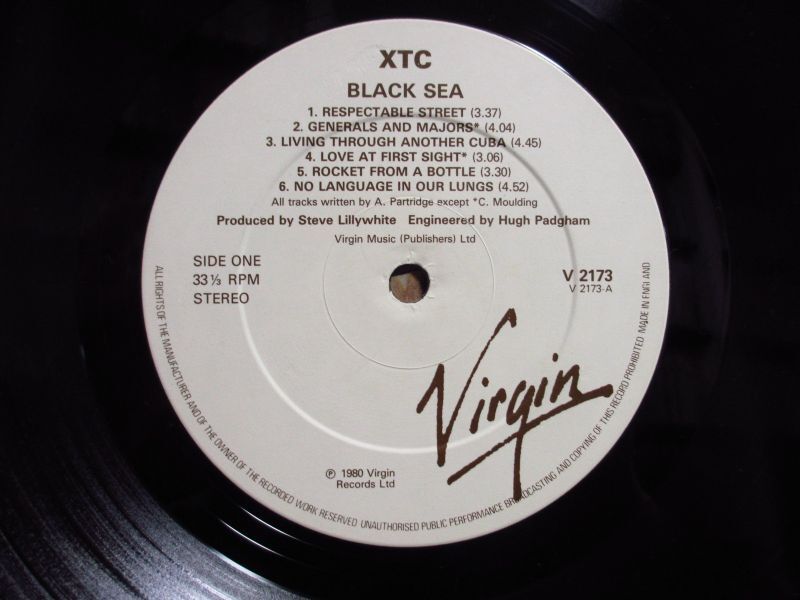 XTC
BLACK SEA
1. RESPECTABLE STREET (3.37)
2. GENERALS AND MAJORS* (4.04)
3. LIVING THROUGH ANOTHER CUBA (4.45)
4. LOVE AT FIRST SIGHT* (3.06)
5. ROCKET FROM A BOTTLE (3.30)
6. NO LANGUAGE IN OUR LUNGS (4.52)
All tracks written by A. Partridge except *C. Moulding
Produced by Steve Lillywhite Engineered by Hugh Padgham
Virgin Music (Publishers) Ltd
SIDE ONE
33⅓ RPM
STEREO
V 2173
V 2173-A
Virgin
℗ 1980 Virgin
Records Ltd
ALL RIGHTS OF THE MANUFACTURER AND OF THE OWNER OF THE RECORDED WORK RESERVED UNAUTHORISED PUBLIC PERFORMANCE BROADCASTING AND COPYING OF THIS RECORD PROHIBITED MADE IN ENGLAND